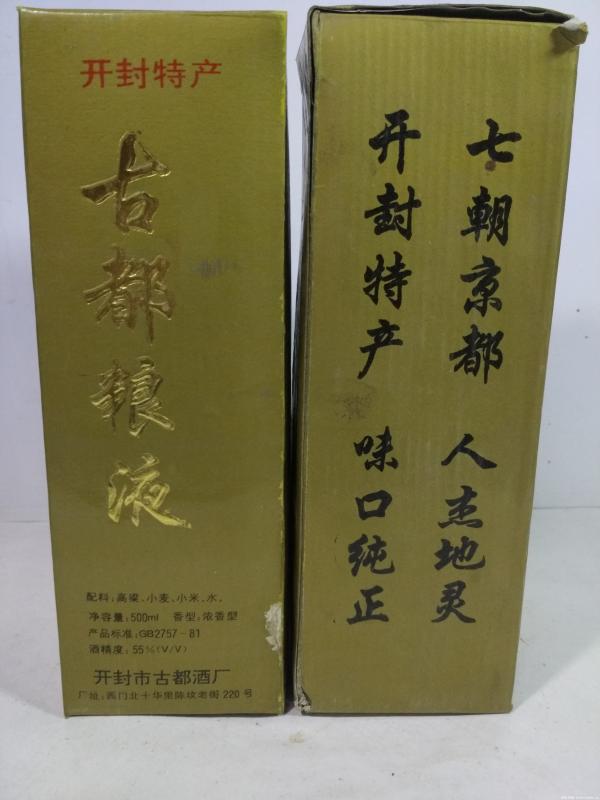 开封特产
古都粮液
配料:高粱、小麦、小米、水。
净容量:500ml 香型:浓香型
产品标准:GB2757-81
酒精度:55%(V/V)
开封市古都酒厂
厂址:西门北十华里陈坟老街220号
七朝京都 人杰地灵
开封特产 味口纯正